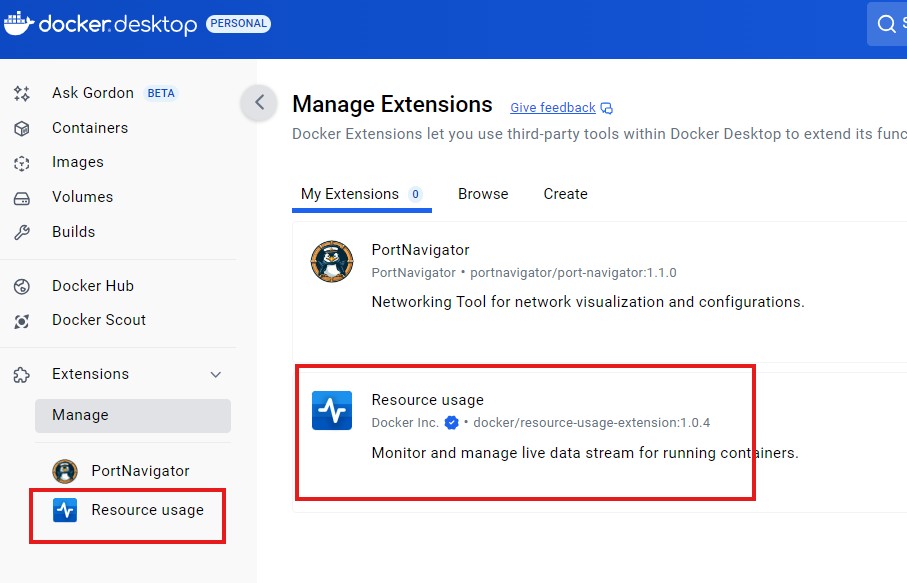 docker.desktop PERSONAL
S
Ask Gordon BETA
Containers
Images
Volumes
Builds
Docker Hub
Docker Scout
Extensions
Manage
PortNavigator
Resource usage
Manage Extensions Give feedback
Docker Extensions let you use third-party tools within Docker Desktop to extend its func
My Extensions 0 Browse Create
PortNavigator
PortNavigator • portnavigator/port-navigator:1.1.0
Networking Tool for network visualization and configurations.
Resource usage
Docker Inc. • docker/resource-usage-extension:1.0.4
Monitor and manage live data stream for running containers.